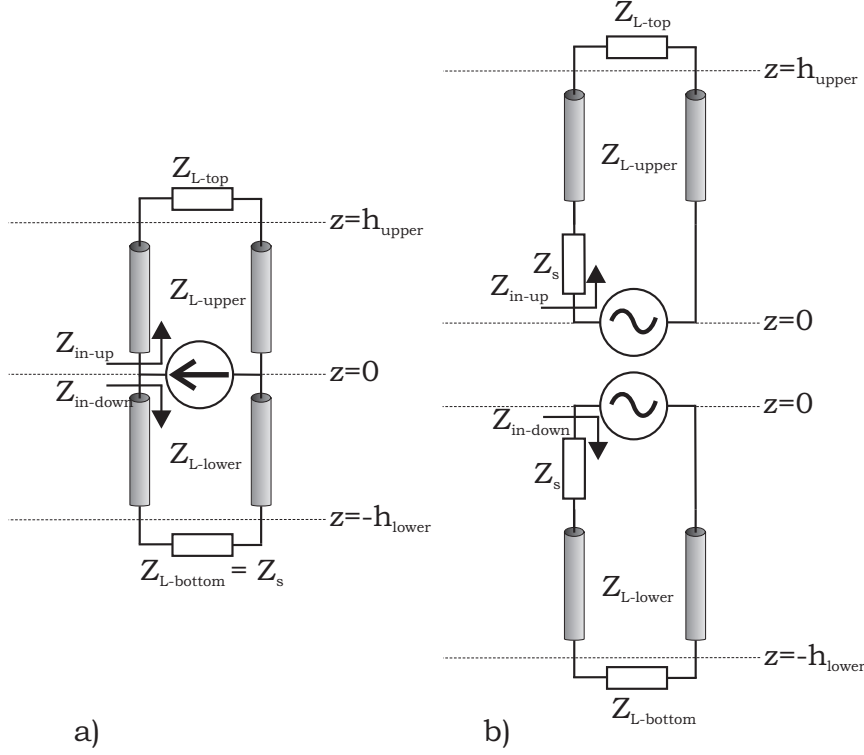 Z_L-top
z=h_upper
Z_L-upper
Z_in-up
z=0
Z_in-down
Z_L-lower
z=-h_lower
Z_L-bottom = Z_s
a)
Z_L-top
z=h_upper
Z_L-upper
Z_s
Z_in-up
z=0
z=0
Z_in-down
Z_s
Z_L-lower
z=-h_lower
Z_L-bottom
b)